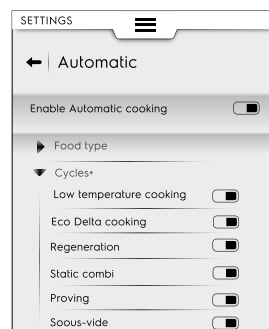 SETTINGS
Automatic
Enable Automatic cooking
Food type
Cycles+
Low temperature cooking
Eco Delta cooking
Regeneration
Static combi
Proving
Soous-vide